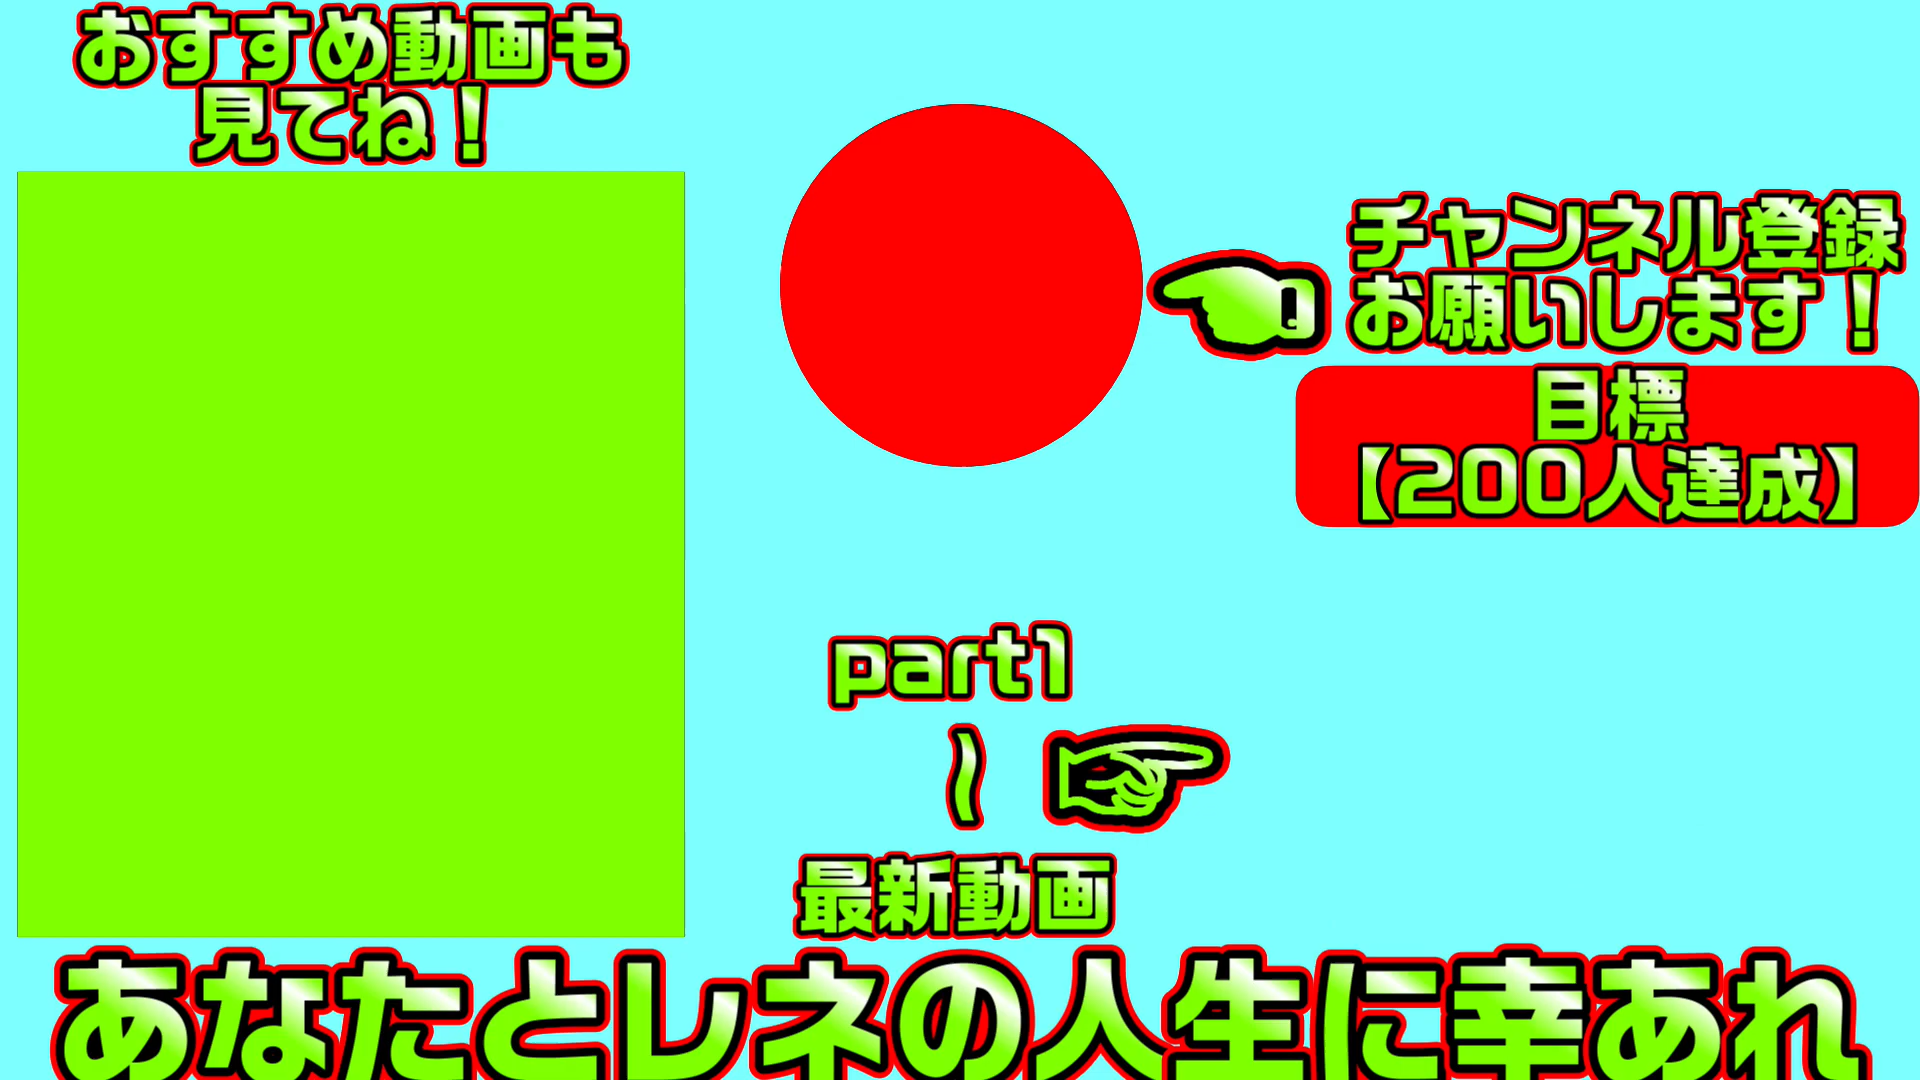 おすすめ動画も
見てね！
チャンネル登録
お願いします！
目標
【200人達成】
part1
〜
最新動画
あなたとレネの人生に幸あれ